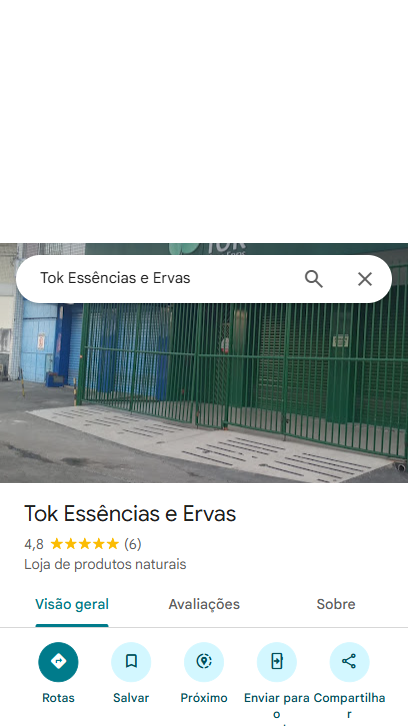 TOK
Tok Essências e Ervas
Tok Essências e Ervas
4,8 (6)
Loja de produtos naturais
Visão geral Avaliações Sobre
Rotas Salvar Próximo Enviar para o Compartilhar